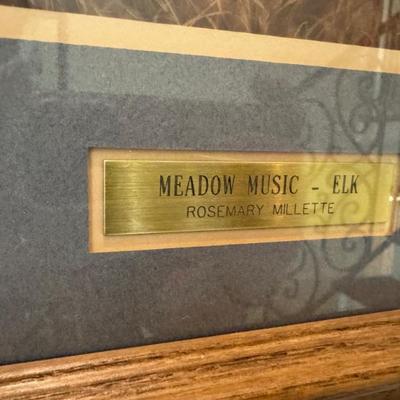 MEADOW MUSIC - ELK
ROSEMARY MILLETTE